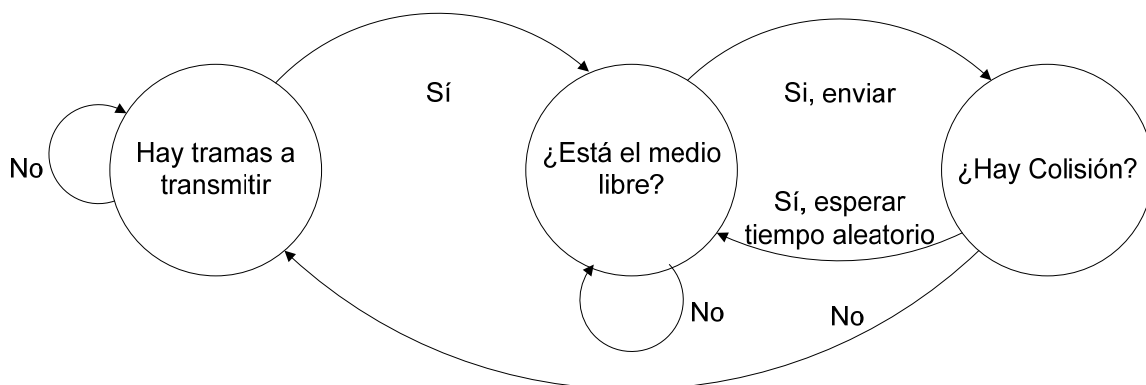 Sí
Si, enviar
No
Hay tramas a
transmitir
¿Está el medio
libre?
¿Hay Colisión?
Sí, esperar
tiempo aleatorio
No
No